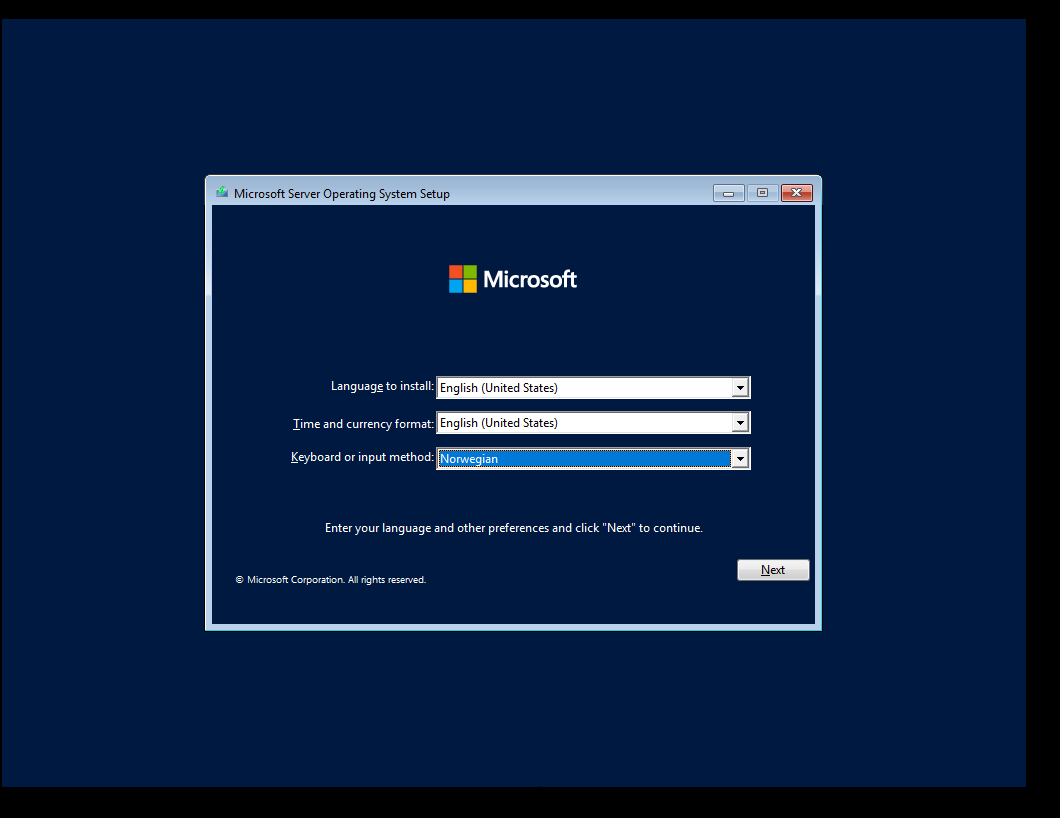 Microsoft Server Operating System Setup
Microsoft
Language to install: English (United States)
Time and currency format: English (United States)
Keyboard or input method: Norwegian
Enter your language and other preferences and click "Next" to continue.
Next
© Microsoft Corporation. All rights reserved.